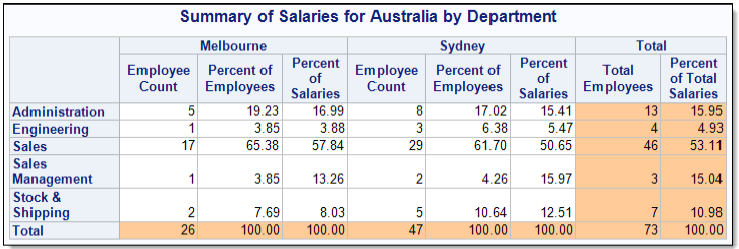 Summary of Salaries for Australia by Department
Melbourne Sydney Total
Employee Count Percent of Employees Percent of Salaries Employee Count Percent of Employees Percent of Salaries Total Employees Percent of Total Salaries
Administration 5 19.23 16.99 8 17.02 15.41 13 15.95
Engineering 1 3.85 3.88 3 6.38 5.47 4 4.93
Sales 17 65.38 57.84 29 61.70 50.65 46 53.11
Sales
Management 1 3.85 13.26 2 4.26 15.97 3 15.04
Stock &
Shipping 2 7.69 8.03 5 10.64 12.51 7 10.98
Total 26 100.00 100.00 47 100.00 100.00 73 100.00